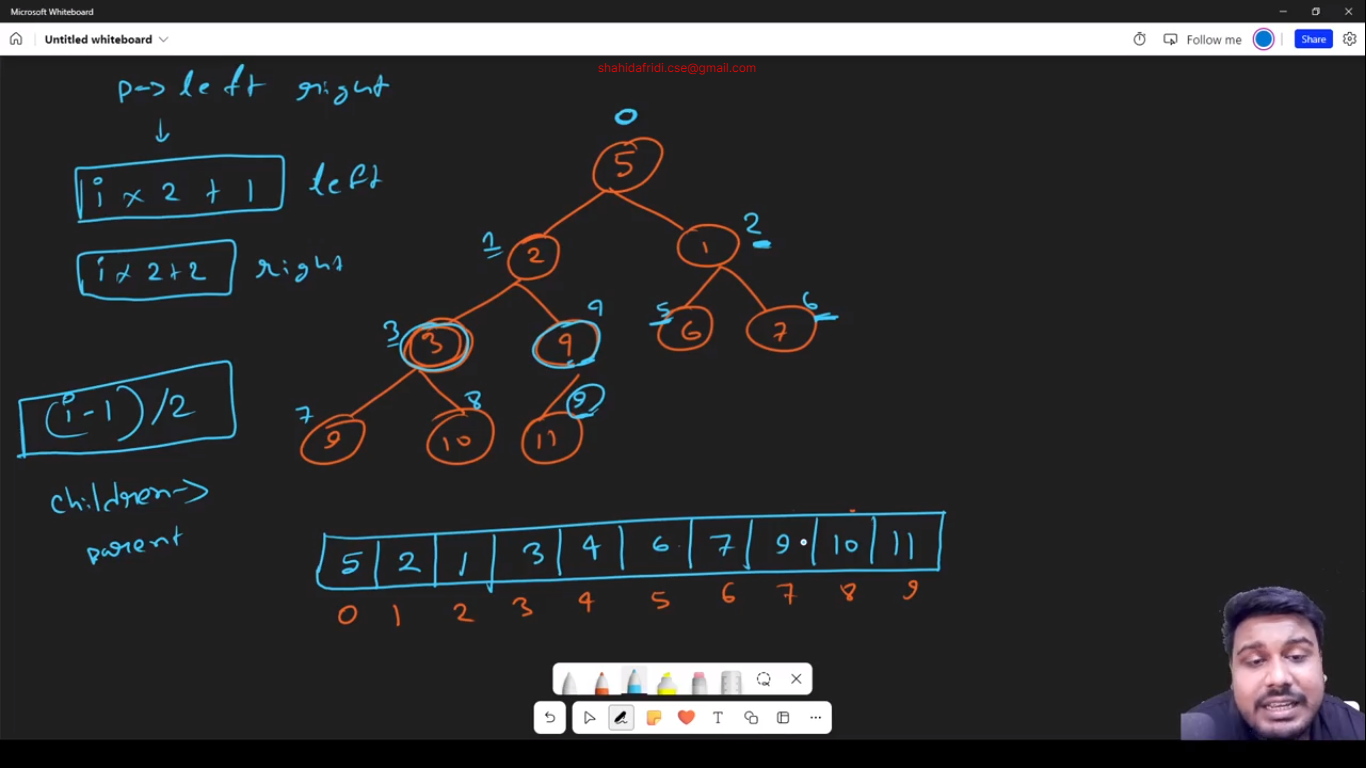 Microsoft Whiteboard
Untitled whiteboard
Follow me
Share
shahidafridi.cse@gmail.com
p-> left right
i x 2 + 1 left
i x 2 + 2 right
(i-1)/2
children->
parent
0
5
1 2 2 1
3 3 9 9 5 6 6 7
7 9 8 10 9 11
5 2 1 3 4 6 7 9 10 11
0 1 2 3 4 5 6 7 8 9
T